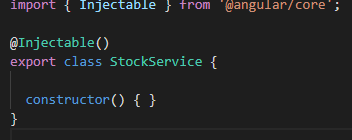 import { Injectable } from '@angular/core';
@Injectable()
export class StockService {
constructor() { }
}